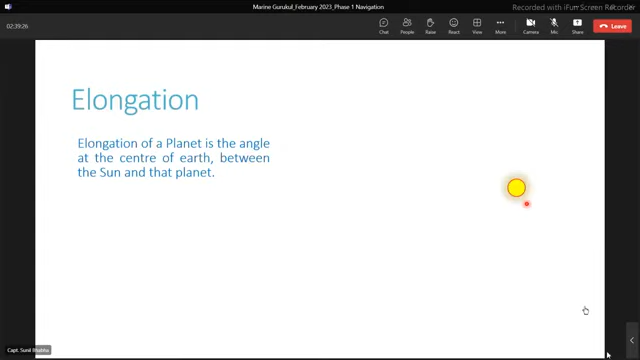 Marine Gurukul_February 2023_Phase 1 Navigation
Recorded with iFun Screen Recorder
02:39:26
Chat
People
Raise
React
View
More
Camera
Mic
Share
Leave
Elongation
Elongation of a Planet is the angle
at the centre of earth, between
the Sun and that planet.
Capt. Sunil